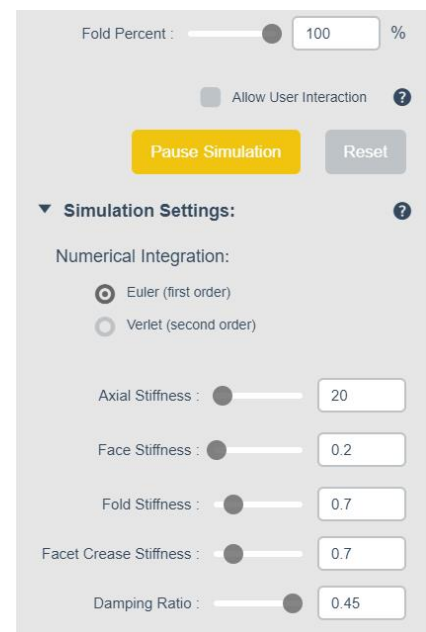 Fold Percent : 100 %
Allow User Interaction ?
Pause Simulation Reset
Simulation Settings: ?
Numerical Integration:
Euler (first order)
Verlet (second order)
Axial Stiffness : 20
Face Stiffness : 0.2
Fold Stiffness : 0.7
Facet Crease Stiffness : 0.7
Damping Ratio : 0.45